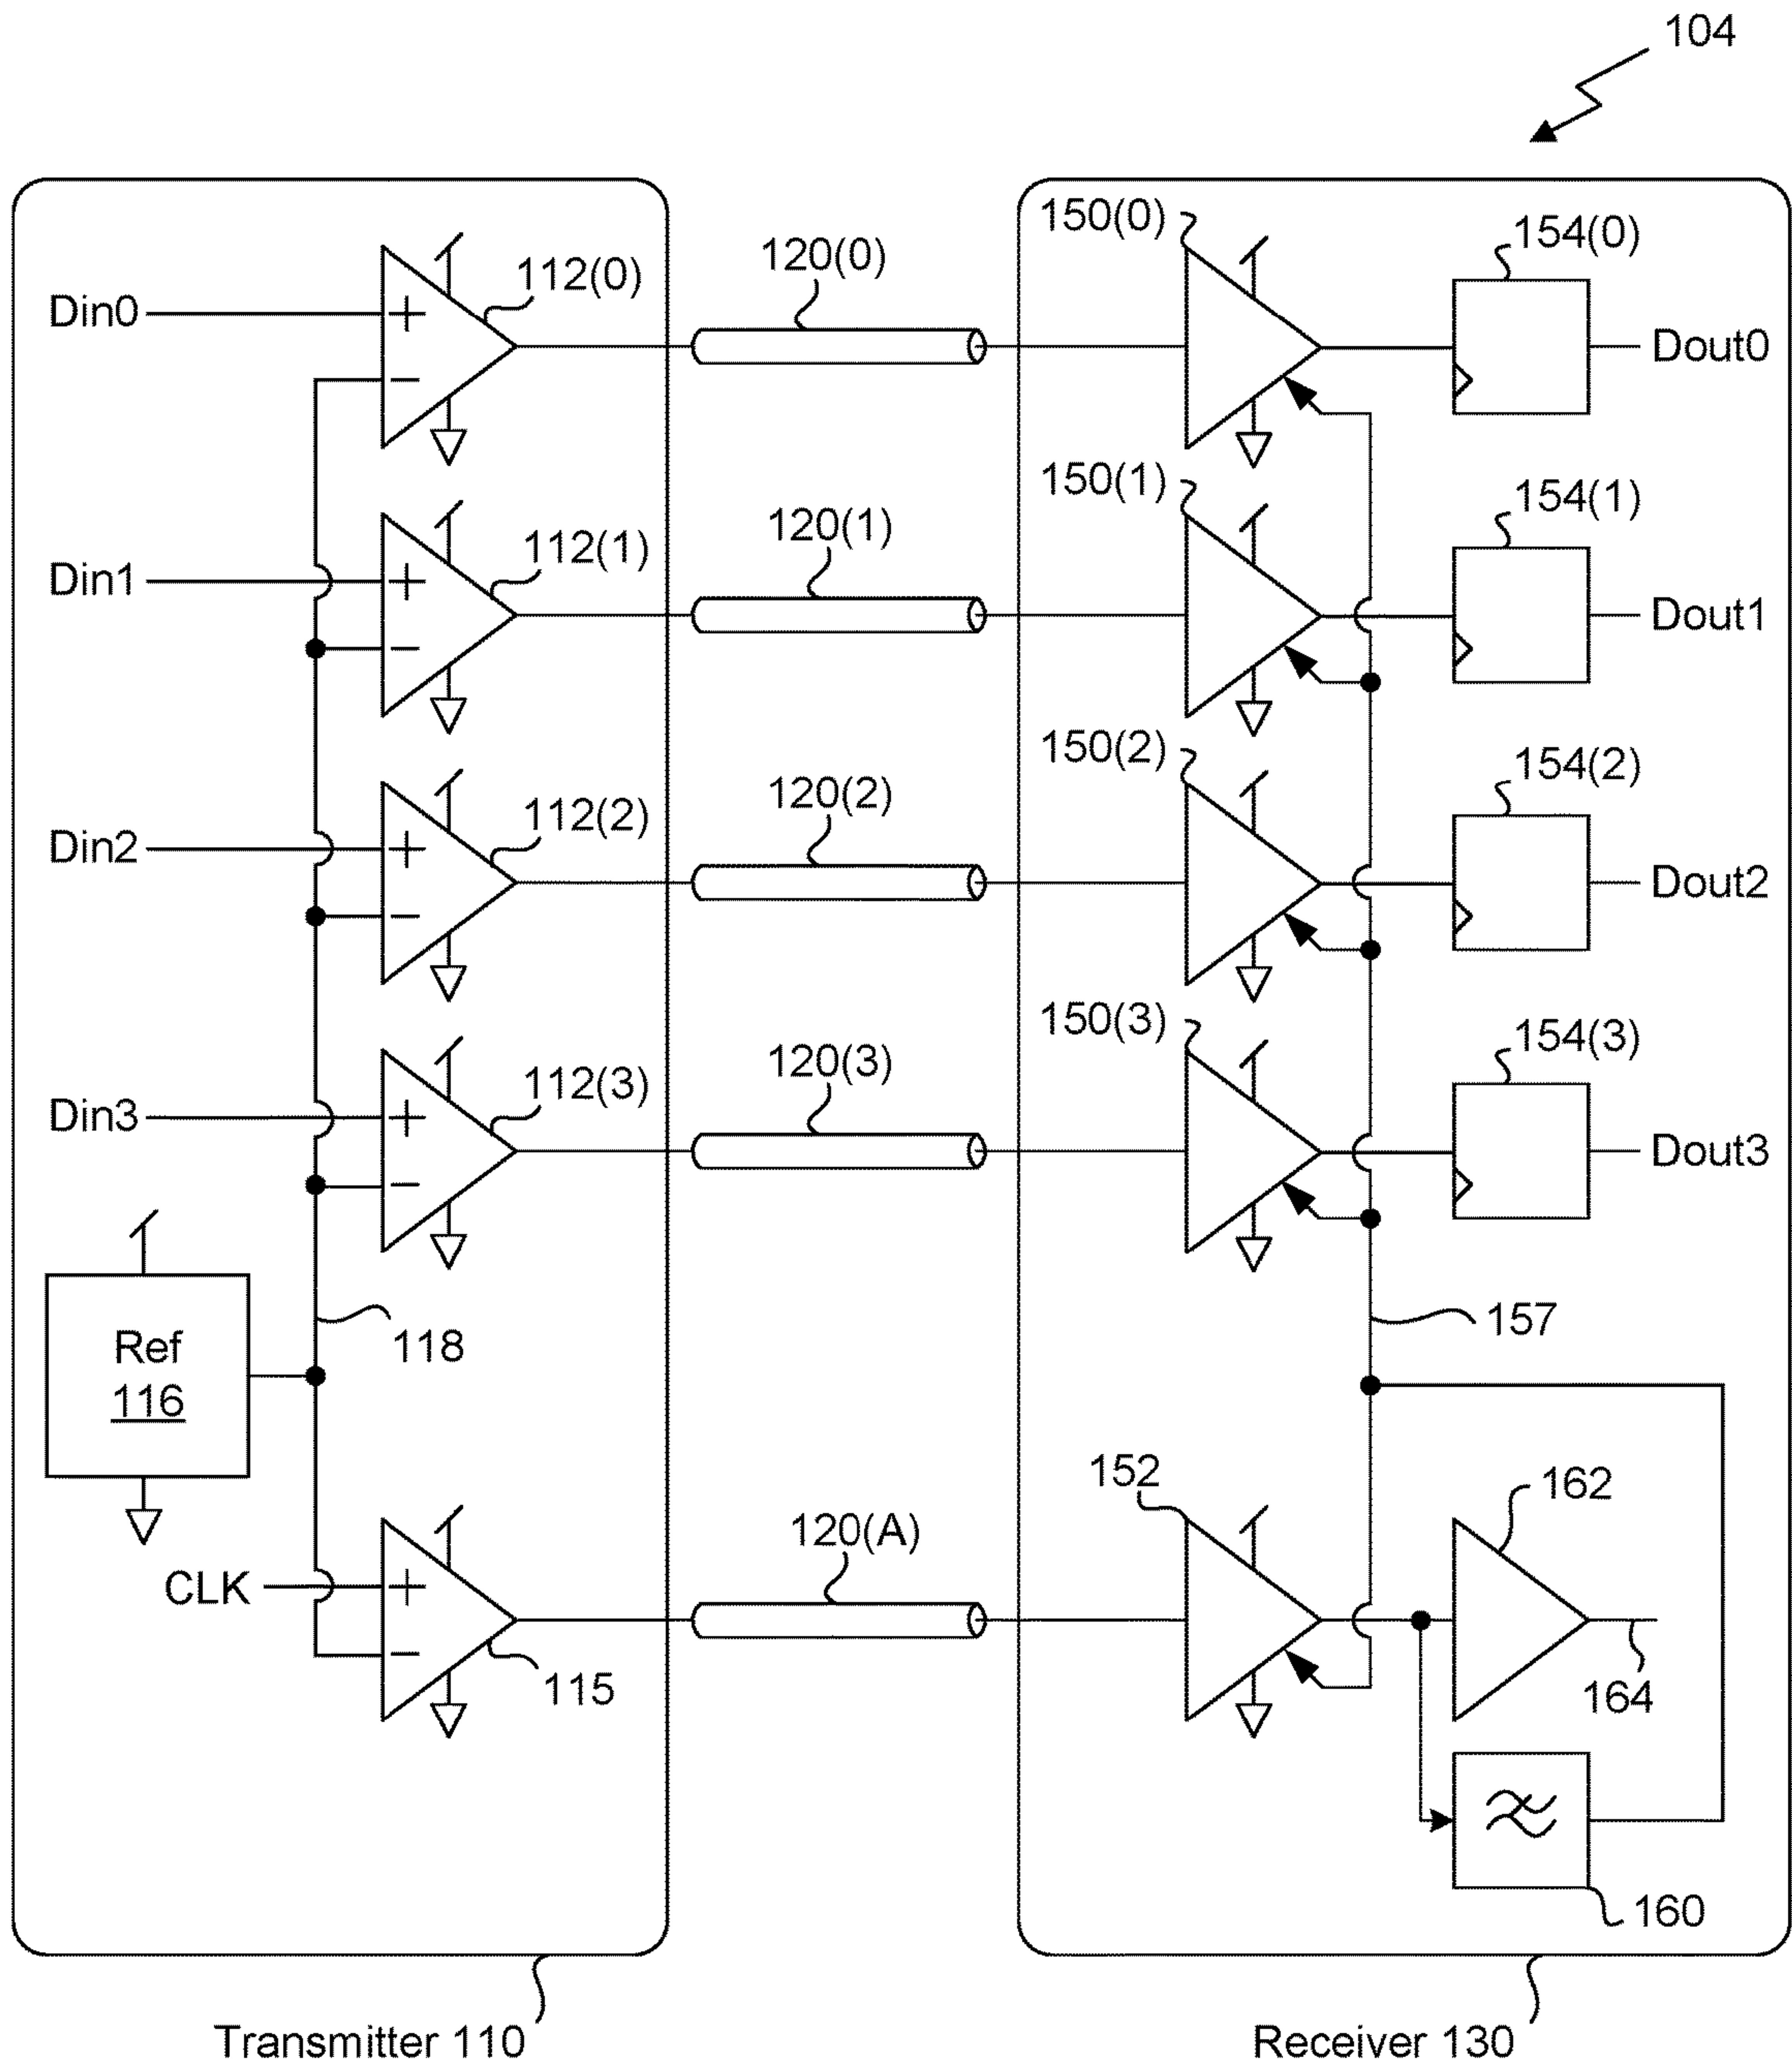 104
150(0)
154(0)
120(0)
112(0)
Din0
Dout0
150(1)
154(1)
120(1)
112(1)
Din1
Dout1
150(2)
154(2)
120(2)
112(2)
Din2
Dout2
150(3)
154(3)
120(3)
112(3)
Din3
Dout3
118
157
Ref
116
152
162
120(A)
CLK
115
164
160
Transmitter 110
Receiver 130